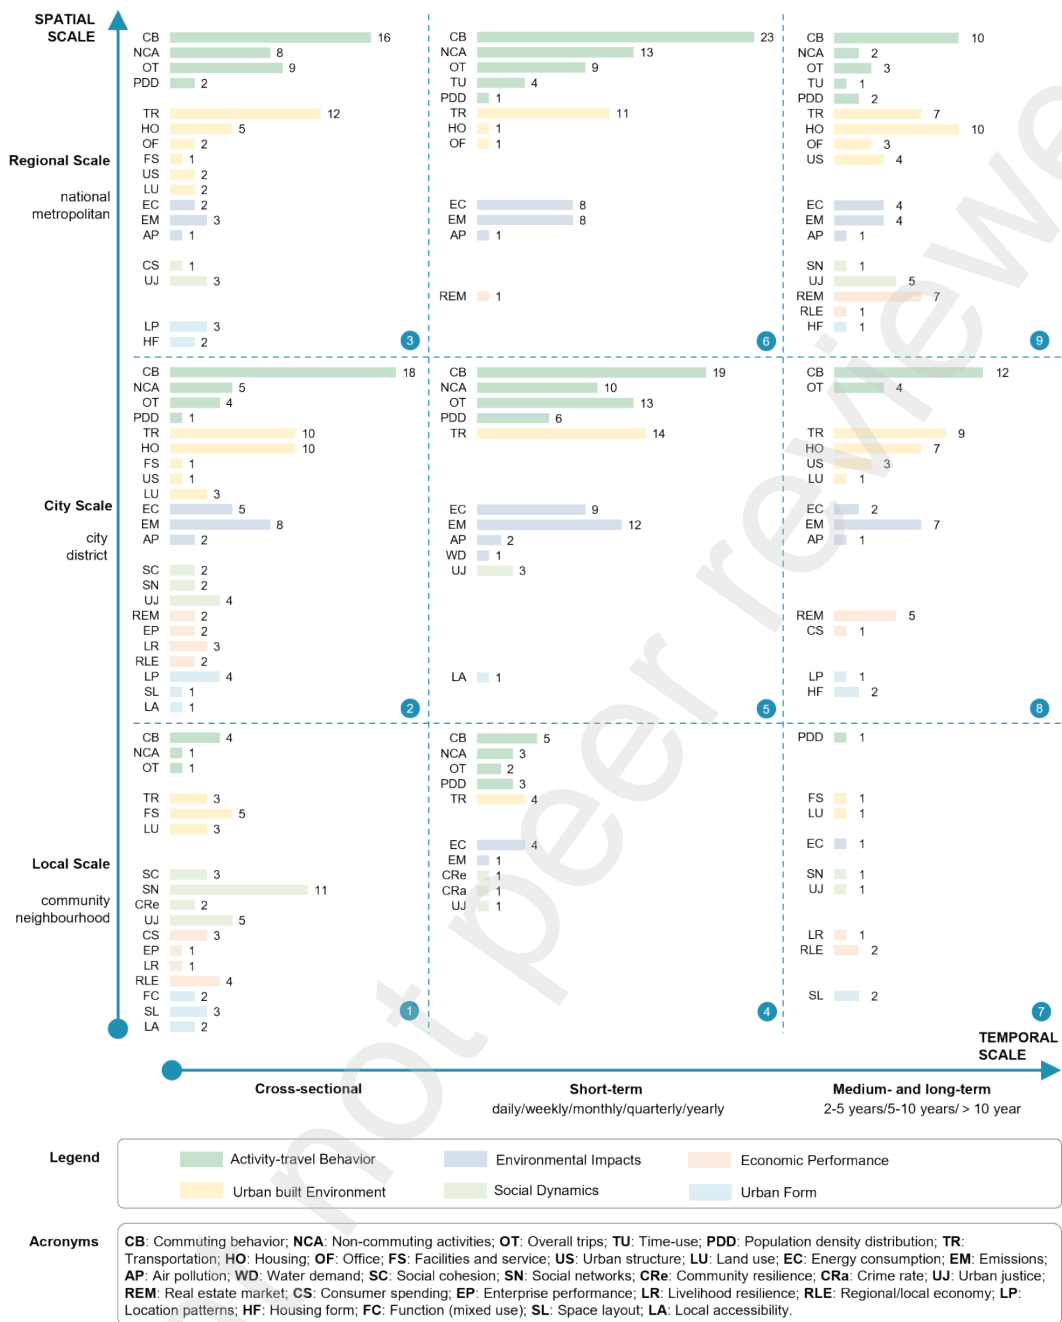 SPATIAL
SCALE
CB 16
NCA 8
OT 9
PDD 2
TR 12
HO 5
OF 2
FS 1
US 2
LU 2
EC 2
EM 3
AP 1
CS 1
UJ 3
LP 3
HF 2
3
CB 23
NCA 13
OT 9
TU 4
PDD 1
TR 11
HO 1
OF 1
EC 8
EM 8
AP 1
REM 1
6
CB 10
NCA 2
OT 3
TU 1
PDD 2
TR 7
HO 10
OF 3
US 4
EC 4
EM 4
AP 1
SN 1
UJ 5
REM 7
RLE 1
HF 1
9
Regional Scale
national
metropolitan
CB 18
NCA 5
OT 4
PDD 1
TR 10
HO 10
FS 1
US 1
LU 3
EC 5
EM 8
AP 2
SC 2
SN 2
UJ 4
REM 2
EP 2
LR 3
RLE 2
LP 4
SL 1
LA 1
2
CB 19
NCA 10
OT 13
PDD 6
TR 14
EC 9
EM 12
AP 2
WD 1
UJ 3
LA 1
5
CB 12
OT 4
TR 9
HO 7
US 3
LU 1
EC 2
EM 7
AP 1
REM 5
CS 1
LP 1
HF 2
8
City Scale
city
district
CB 4
NCA 1
OT 1
TR 3
FS 5
LU 3
SC 3
SN 11
CRe 2
UJ 5
CS 3
EP 1
LR 1
RLE 4
FC 2
SL 3
LA 2
1
CB 5
NCA 3
OT 2
PDD 3
TR 4
EC 4
EM 1
CRe 1
CRa 1
UJ 1
4
PDD 1
FS 1
LU 1
EC 1
SN 1
UJ 1
LR 1
RLE 2
SL 2
7
Local Scale
community
neighbourhood
TEMPORAL
SCALE
Cross-sectional
Short-term
daily/weekly/monthly/quarterly/yearly
Medium- and long-term
2-5 years/5-10 years/ > 10 year
Legend
Activity-travel Behavior
Environmental Impacts
Economic Performance
Urban built Environment
Social Dynamics
Urban Form
Acronyms
CB: Commuting behavior; NCA: Non-commuting activities; OT: Overall trips; TU: Time-use; PDD: Population density distribution; TR:
Transportation; HO: Housing; OF: Office; FS: Facilities and service; US: Urban structure; LU: Land use; EC: Energy consumption; EM: Emissions;
AP: Air pollution; WD: Water demand; SC: Social cohesion; SN: Social networks; CRe: Community resilience; CRa: Crime rate; UJ: Urban justice;
REM: Real estate market; CS: Consumer spending; EP: Enterprise performance; LR: Livelihood resilience; RLE: Regional/local economy; LP:
Location patterns; HF: Housing form; FC: Function (mixed use); SL: Space layout; LA: Local accessibility.
not peer review